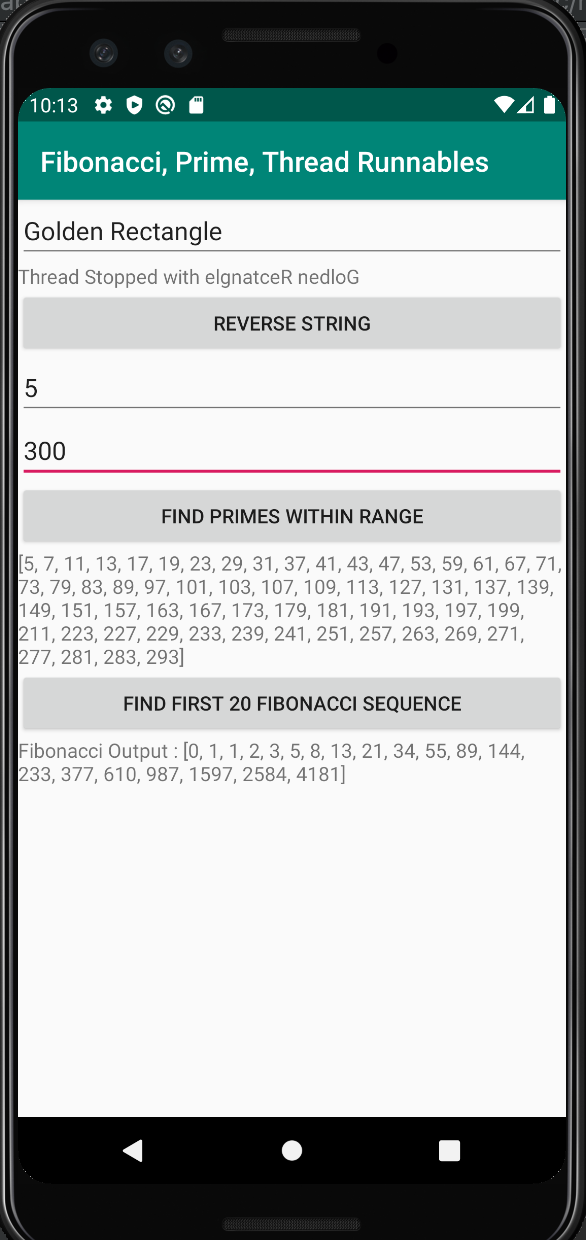 10:13
Fibonacci, Prime, Thread Runnables
Golden Rectangle
Thread Stopped with elgnatceR nedloG
REVERSE STRING
5
300
FIND PRIMES WITHIN RANGE
[5, 7, 11, 13, 17, 19, 23, 29, 31, 37, 41, 43, 47, 53, 59, 61, 67, 71,
73, 79, 83, 89, 97, 101, 103, 107, 109, 113, 127, 131, 137, 139,
149, 151, 157, 163, 167, 173, 179, 181, 191, 193, 197, 199,
211, 223, 227, 229, 233, 239, 241, 251, 257, 263, 269, 271,
277, 281, 283, 293]
FIND FIRST 20 FIBONACCI SEQUENCE
Fibonacci Output : [0, 1, 1, 2, 3, 5, 8, 13, 21, 34, 55, 89, 144,
233, 377, 610, 987, 1597, 2584, 4181]